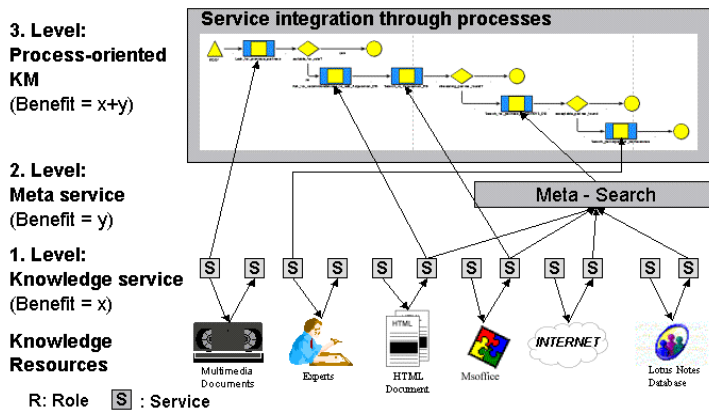 Service integration through processes
3. Level:
Process-oriented
KM
(Benefit = x+y)
2. Level:
Meta service
(Benefit = y)
Meta - Search
1. Level:
Knowledge service
(Benefit = x)
S S S S S S S S S S S S
Knowledge
Resources
HTML
HTML
INTERNET
Multimedia
Documents
Experts
HTML
Document
Msoffice
Lotus Notes
Database
R: Role S : Service